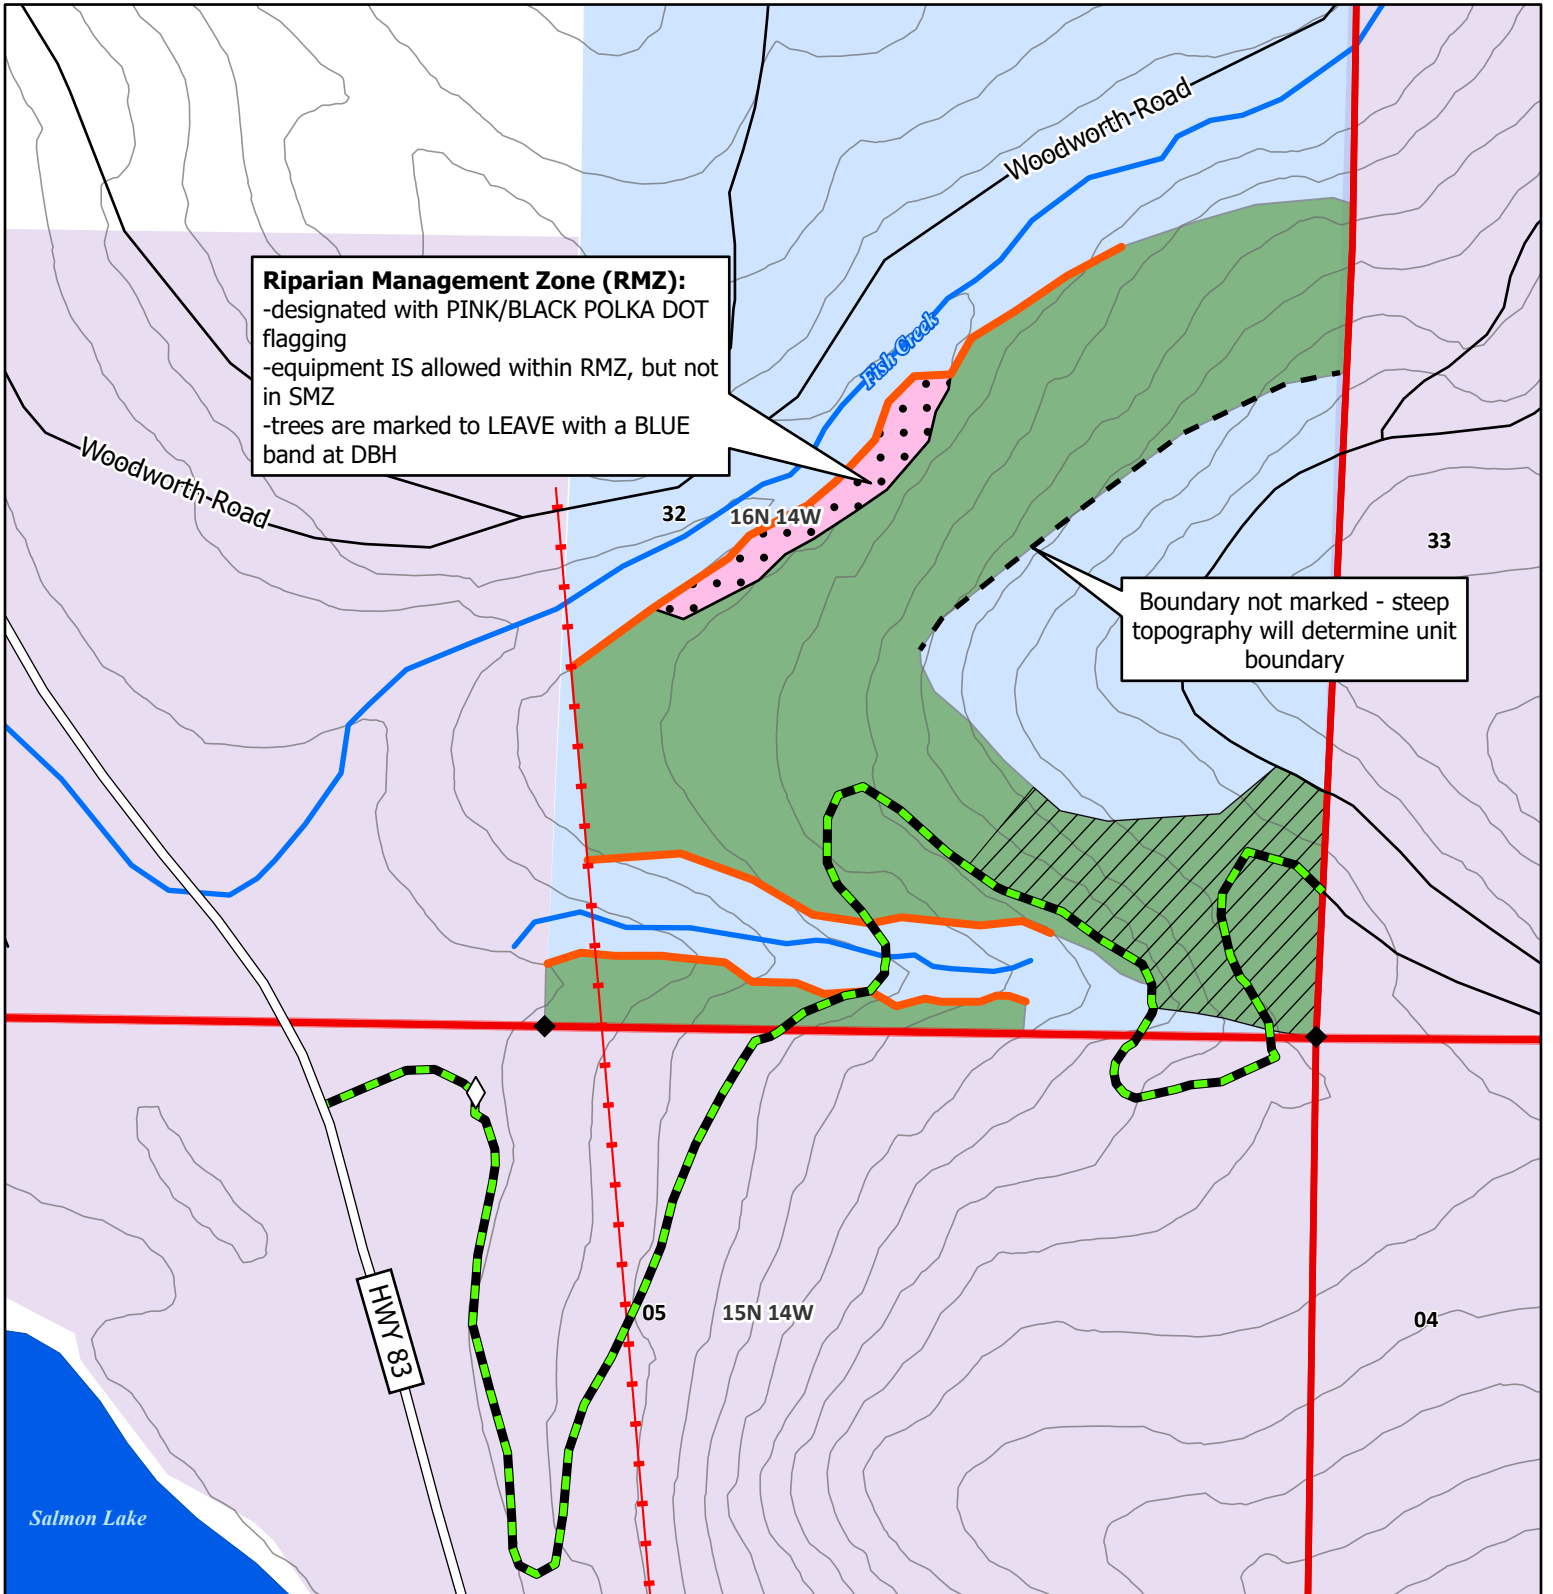 Woodworth-Road
Riparian Management Zone (RMZ):
-designated with PINK/BLACK POLKA DOT
flagging
-equipment IS allowed within RMZ, but not
in SMZ
-trees are marked to LEAVE with a BLUE
band at DBH
Fish-Creek
Woodworth-Road
32
16N 14W
33
Boundary not marked - steep
topography will determine unit
boundary
05
15N 14W
04
HWY 83
Salmon Lake